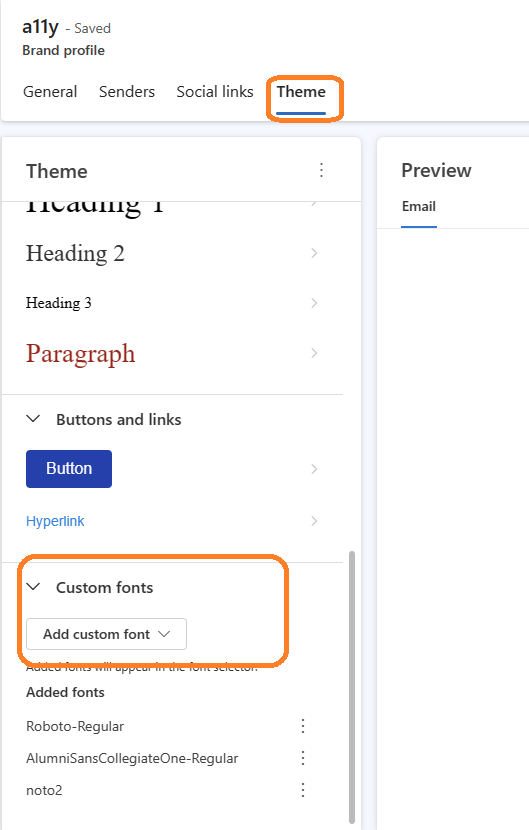 a11y - Saved
Brand profile
General Senders Social links Theme
Theme
Heading 1
Heading 2
Heading 3
Paragraph
Buttons and links
Button
Hyperlink
Custom fonts
Add custom font
Added fonts will appear in the font selector.
Added fonts
Roboto-Regular
AlumniSansCollegiateOne-Regular
noto2
Preview
Email